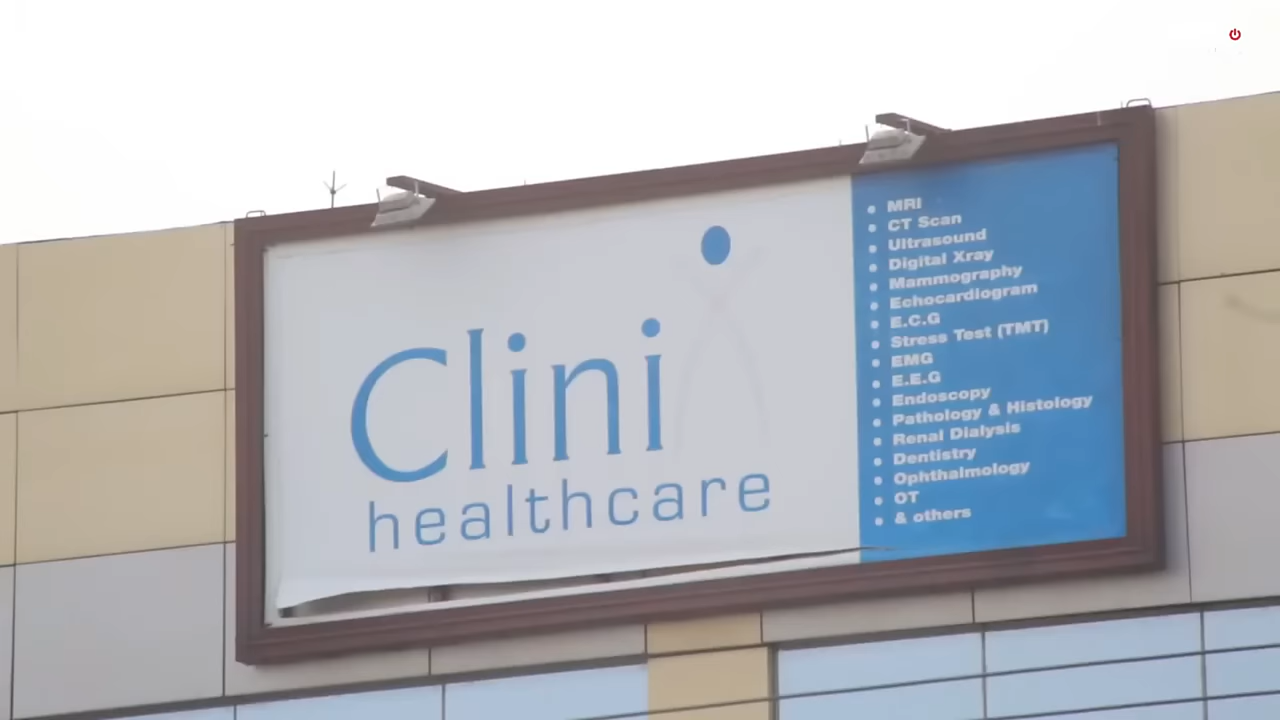 Clini
healthcare
• MRI
• CT Scan
• Ultrasound
• Digital Xray
• Mammography
• Echocardiogram
• E.C.G
• Stress Test (TMT)
• EMG
• E.E.G
• Endoscopy
• Pathology & Histology
• Renal Dialysis
• Dentistry
• Ophthalmology
• OT
• & others